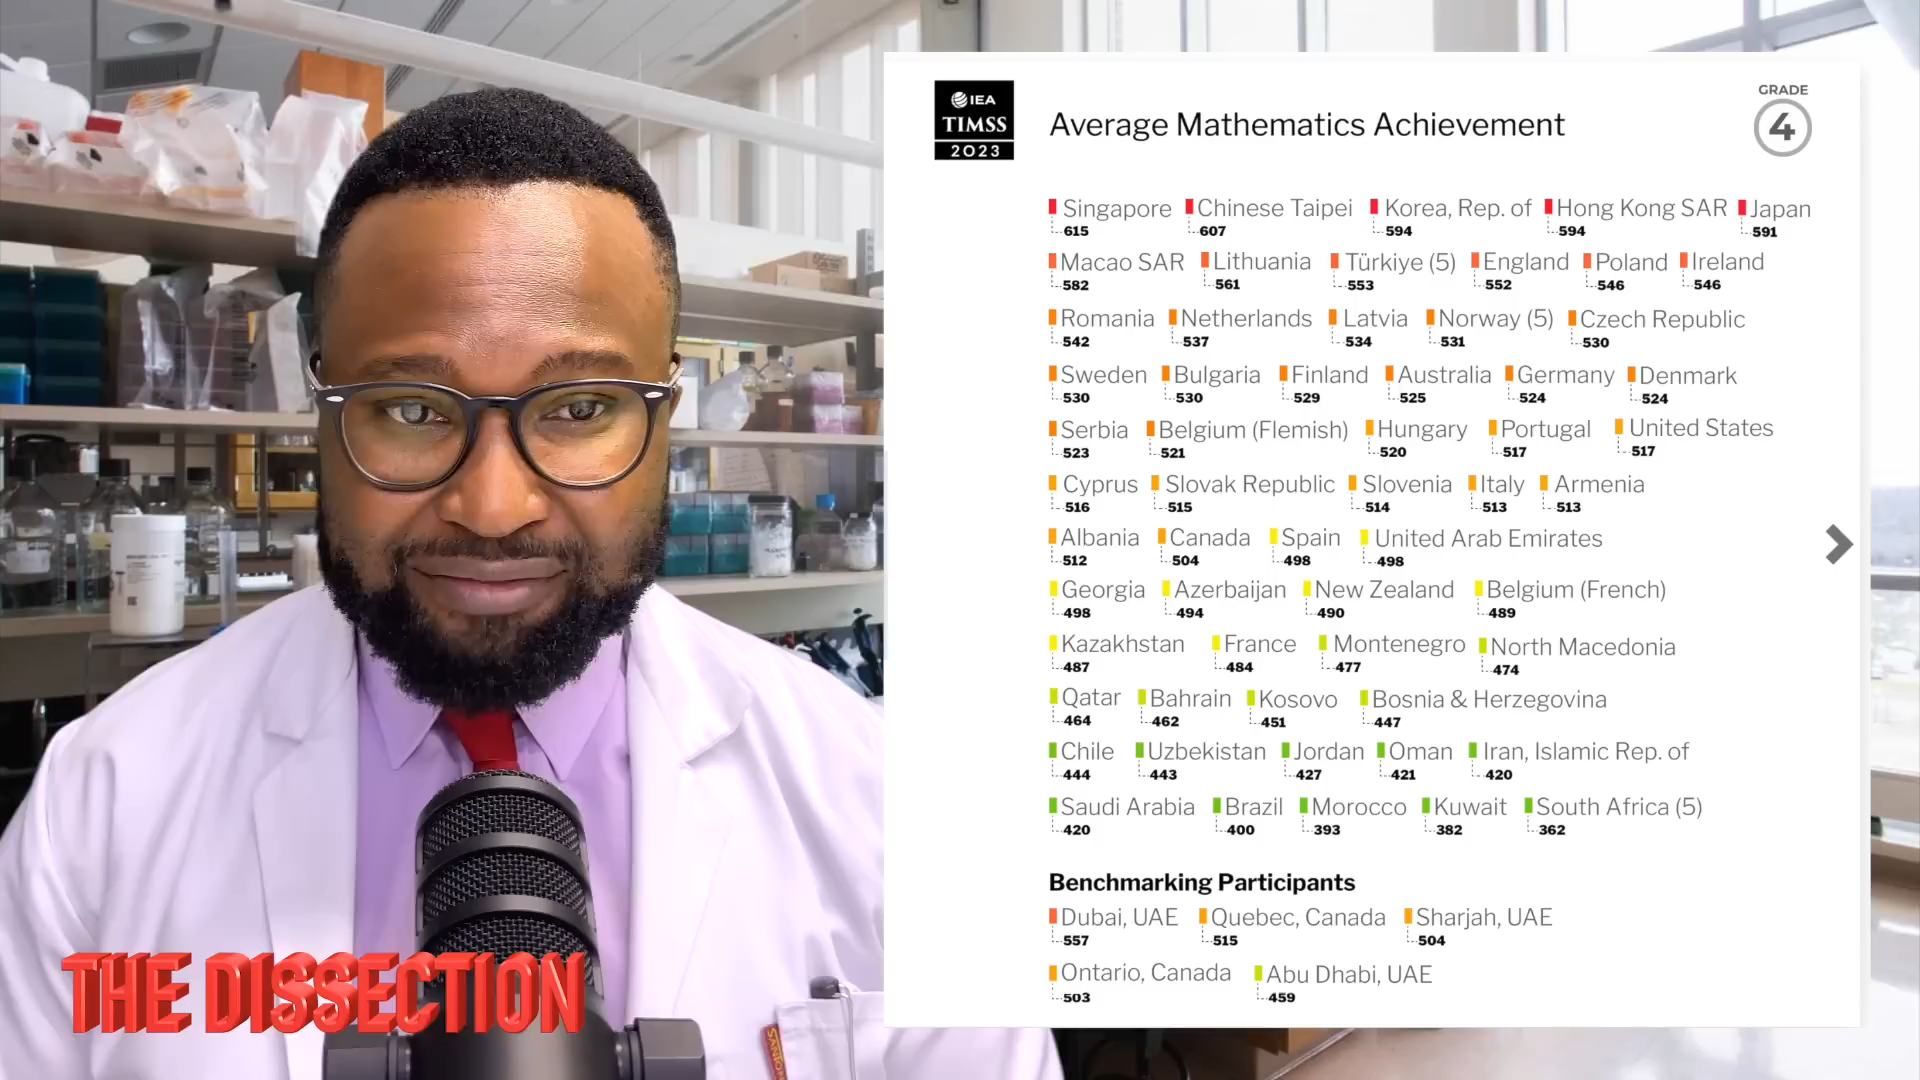 IEA
TIMSS
2023
Average Mathematics Achievement
GRADE
4
Singapore Chinese Taipei Korea, Rep. of Hong Kong SAR Japan
615 607 594 594 591
Macao SAR Lithuania Türkiye (5) England Poland Ireland
582 561 553 552 546 546
Romania Netherlands Latvia Norway (5) Czech Republic
542 537 534 531 530
Sweden Bulgaria Finland Australia Germany Denmark
530 530 529 525 524 524
Serbia Belgium (Flemish) Hungary Portugal United States
523 521 520 517 517
Cyprus Slovak Republic Slovenia Italy Armenia
516 515 514 513 513
Albania Canada Spain United Arab Emirates
512 504 498 498
Georgia Azerbaijan New Zealand Belgium (French)
498 494 490 489
Kazakhstan France Montenegro North Macedonia
487 484 477 474
Qatar Bahrain Kosovo Bosnia & Herzegovina
464 462 451 447
Chile Uzbekistan Jordan Oman Iran, Islamic Rep. of
444 443 427 421 420
Saudi Arabia Brazil Morocco Kuwait South Africa (5)
420 400 393 382 362
Benchmarking Participants
Dubai, UAE Quebec, Canada Sharjah, UAE
557 515 504
Ontario, Canada Abu Dhabi, UAE
503 459
THE DISSECTION